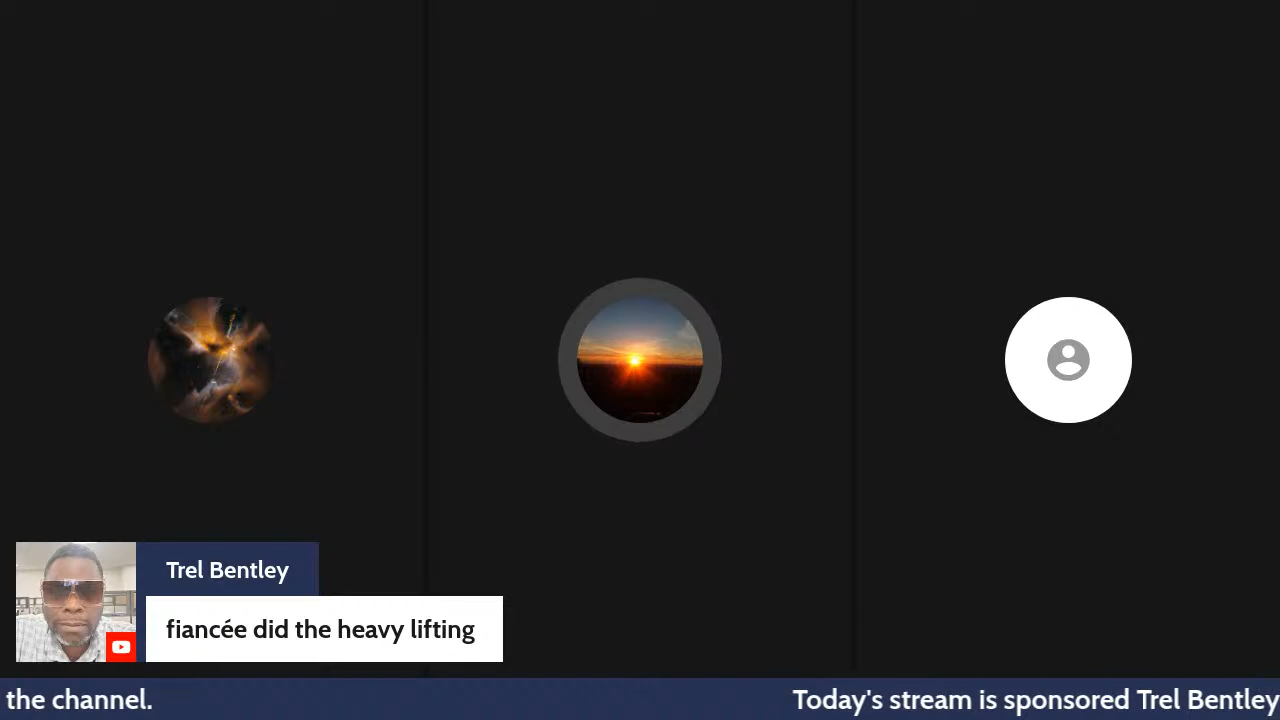 Trel Bentley
fiancée did the heavy lifting
the channel. Today's stream is sponsored Trel Bentley